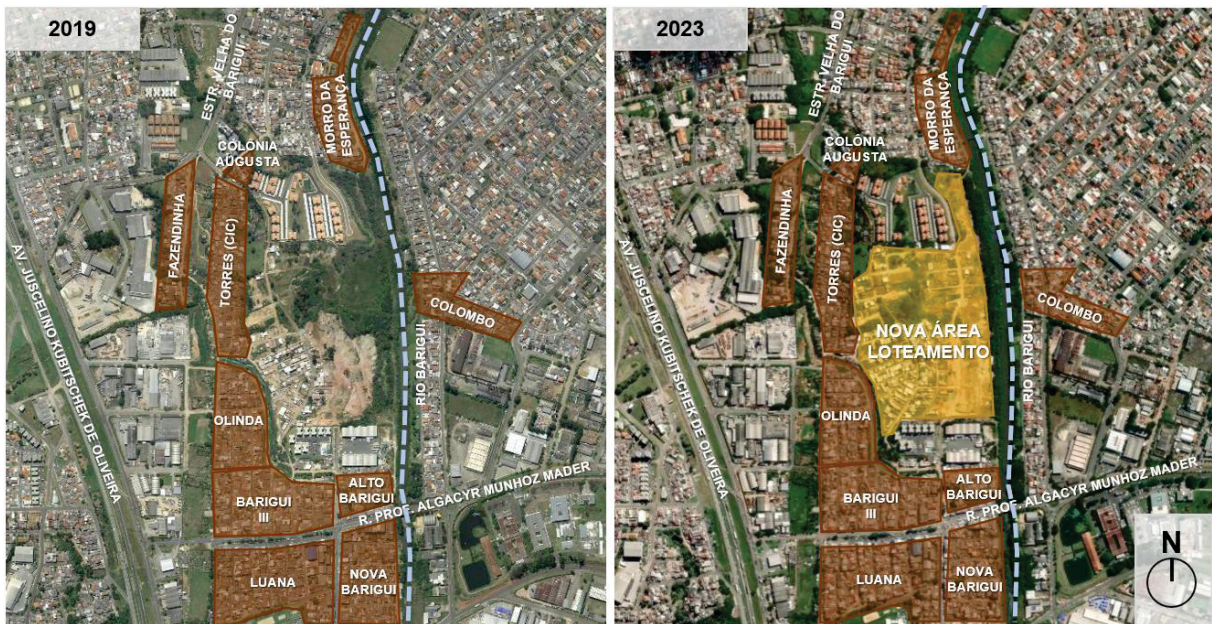 2019
ESTR. VELHA DO
BARIGUI
MORRO DA
ESPERANÇA
COLÔNIA
AUGUSTA
FAZENDINHA
TORRES (CIC)
COLOMBO
AV. JUSCELINO KUBITSCHEK DE OLIVEIRA
RIO BARIGUI
OLINDA
BARIGUI
III
ALTO
BARIGUI
R. PROF. ALGACYR MUNHOZ MADER
LUANA
NOVA
BARIGUI
2023
ESTR. VELHA DO
BARIGUI
MORRO DA
ESPERANÇA
COLÔNIA
AUGUSTA
FAZENDINHA
TORRES (CIC)
COLOMBO
NOVA ÁREA
LOTEAMENTO
AV. JUSCELINO KUBITSCHEK DE OLIVEIRA
RIO BARIGUI
OLINDA
BARIGUI
III
ALTO
BARIGUI
R. PROF. ALGACYR MUNHOZ MADER
LUANA
NOVA
BARIGUI
N